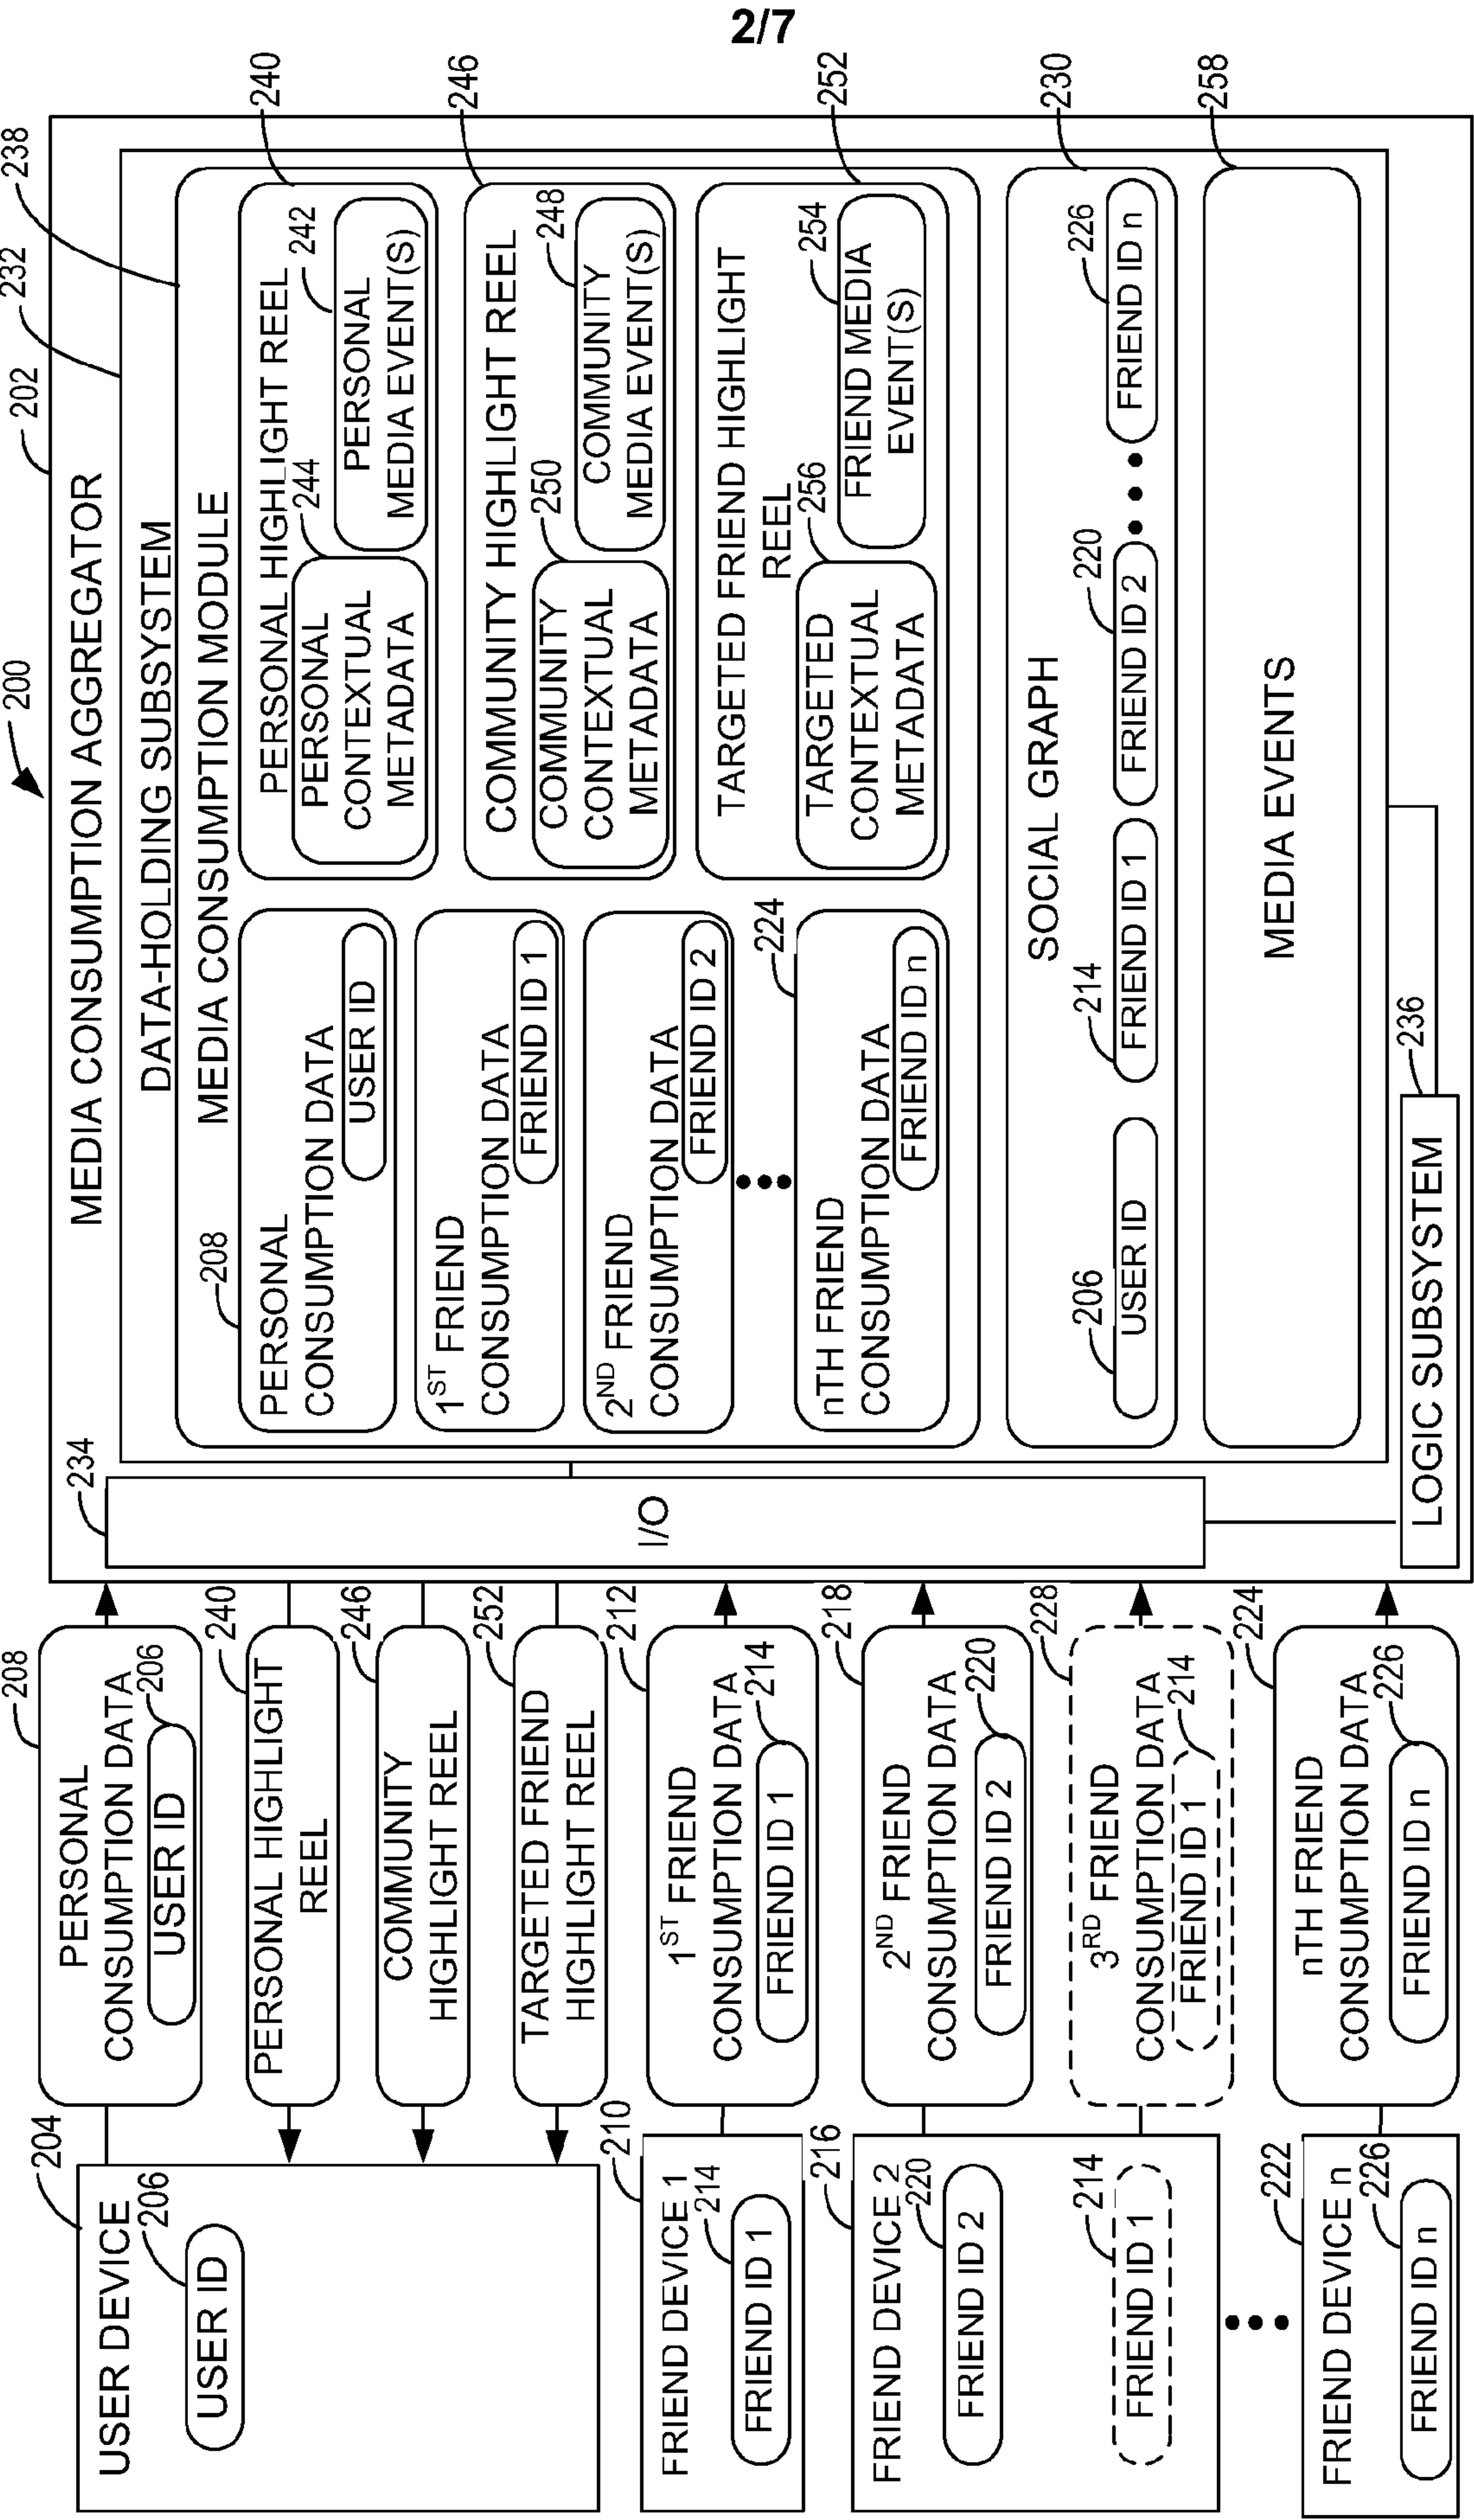 2/7
200
MEDIA CONSUMPTION AGGREGATOR
202
DATA-HOLDING SUBSYSTEM
232
MEDIA CONSUMPTION MODULE
238
USER DEVICE
204
206
USER ID
208
PERSONAL
CONSUMPTION DATA
206
USER ID
240
PERSONAL HIGHLIGHT
REEL
246
COMMUNITY
HIGHLIGHT REEL
252
TARGETED FRIEND
HIGHLIGHT REEL
210
FRIEND DEVICE 1
214
FRIEND ID 1
212
1ST FRIEND
CONSUMPTION DATA
214
FRIEND ID 1
216
FRIEND DEVICE 2
220
FRIEND ID 2
214
FRIEND ID 1
218
2ND FRIEND
CONSUMPTION DATA
220
FRIEND ID 2
228
3RD FRIEND
CONSUMPTION DATA
214
FRIEND ID 1
222
FRIEND DEVICE n
226
FRIEND ID n
224
nTH FRIEND
CONSUMPTION DATA
226
FRIEND ID n
234
I/O
208
PERSONAL
CONSUMPTION DATA
USER ID
1ST FRIEND
CONSUMPTION DATA
FRIEND ID 1
2ND FRIEND
CONSUMPTION DATA
FRIEND ID 2
224
nTH FRIEND
CONSUMPTION DATA
FRIEND ID n
240
PERSONAL HIGHLIGHT REEL
244
PERSONAL
CONTEXTUAL
METADATA
242
PERSONAL
MEDIA EVENT(S)
246
COMMUNITY HIGHLIGHT REEL
250
COMMUNITY
CONTEXTUAL
METADATA
248
COMMUNITY
MEDIA EVENT(S)
252
TARGETED FRIEND HIGHLIGHT
REEL
256
TARGETED
CONTEXTUAL
METADATA
254
FRIEND MEDIA
EVENT(S)
230
SOCIAL GRAPH
206
USER ID
214
FRIEND ID 1
220
FRIEND ID 2
226
FRIEND ID n
258
MEDIA EVENTS
236
LOGIC SUBSYSTEM